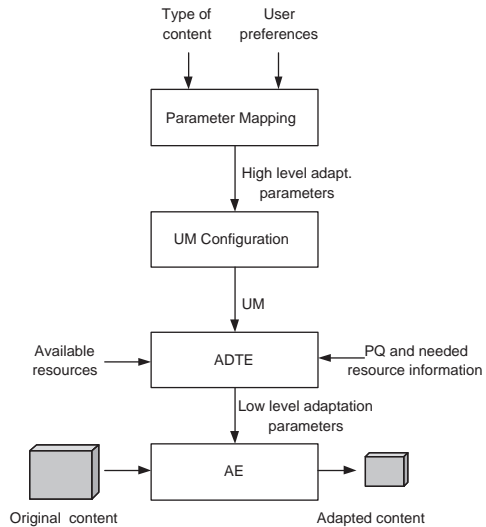 Type of
content
User
preferences
Parameter Mapping
High level adapt.
parameters
UM Configuration
UM
Available
resources
ADTE
PQ and needed
resource information
Low level adaptation
parameters
AE
Original content
Adapted content